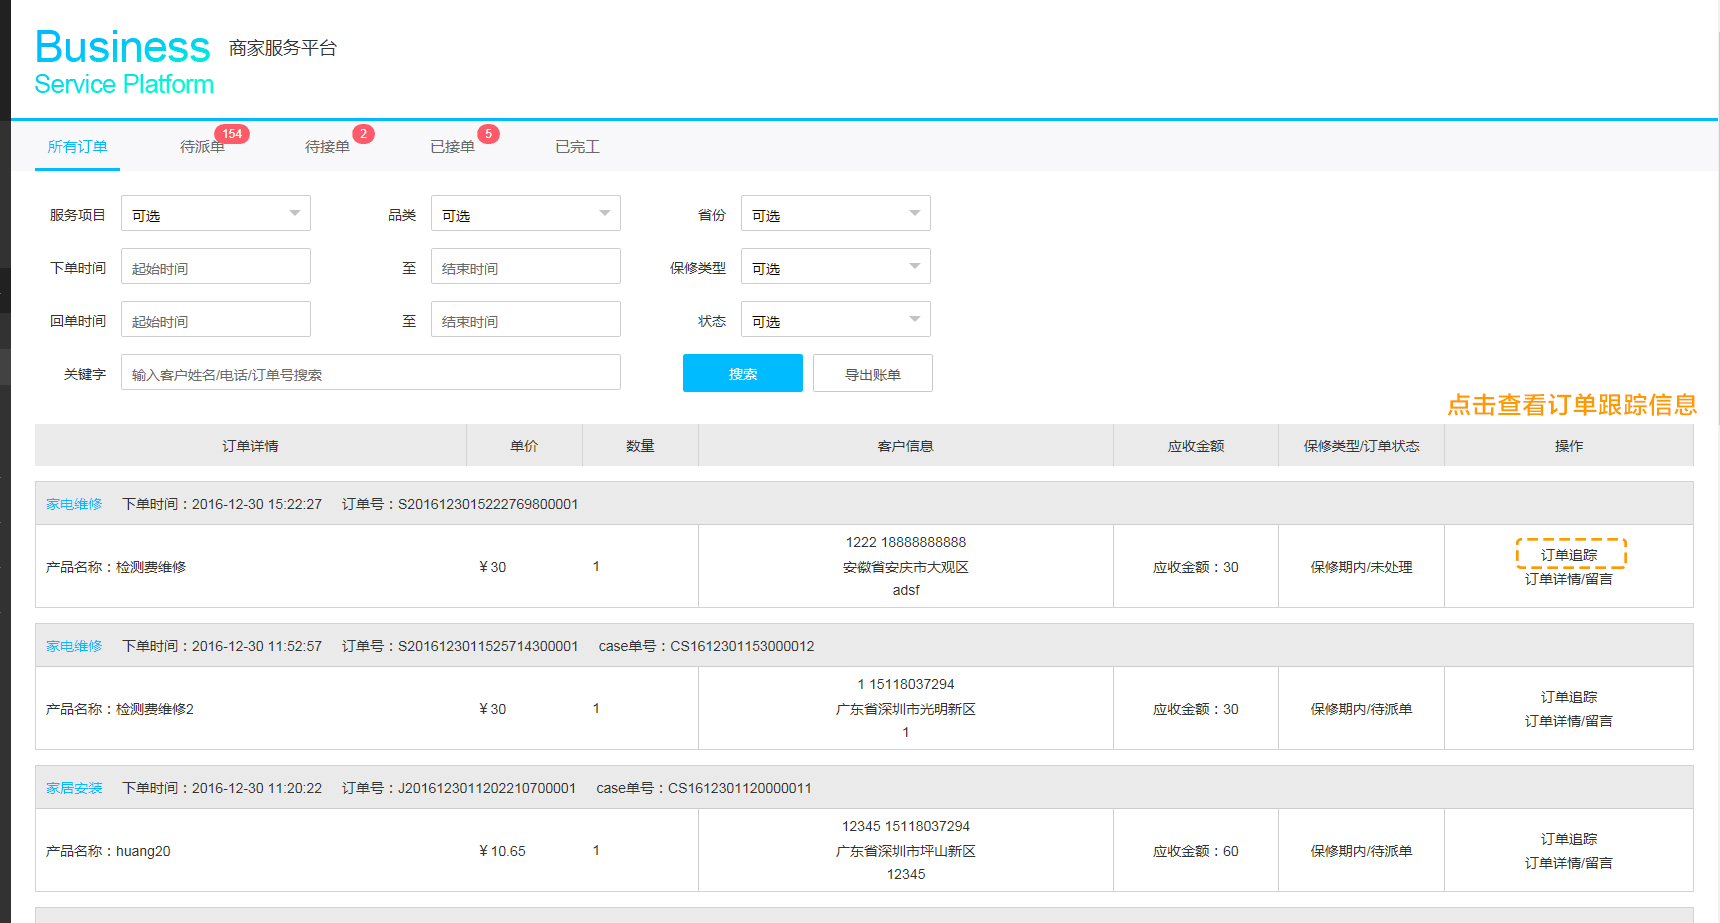 Business 商家服务平台
Service Platform
所有订单 待派单 154 待接单 2 已接单 5 已完工
服务项目 可选 品类 可选 省份 可选
下单时间 起始时间 至 结束时间 保修类型 可选
回单时间 起始时间 至 结束时间 状态 可选
关键字 输入客户姓名/电话/订单号搜索 搜索 导出账单
点击查看订单跟踪信息
订单详情 单价 数量 客户信息 应收金额 保修类型/订单状态 操作
家电维修 下单时间：2016-12-30 15:22:27 订单号：S2016123015222769800001
产品名称：检测费维修 ¥30 1
1222 18888888888
安徽省安庆市大观区
adsf
应收金额：30 保修期内/未处理
订单追踪
订单详情/留言
家电维修 下单时间：2016-12-30 11:52:57 订单号：S2016123011525714300001 case单号：CS1612301153000012
产品名称：检测费维修2 ¥30 1
1 15118037294
广东省深圳市光明新区
1
应收金额：30 保修期内/待派单
订单追踪
订单详情/留言
家居安装 下单时间：2016-12-30 11:20:22 订单号：J2016123011202210700001 case单号：CS1612301120000011
产品名称：huang20 ¥10.65 1
12345 15118037294
广东省深圳市坪山新区
12345
应收金额：60 保修期内/待派单
订单追踪
订单详情/留言